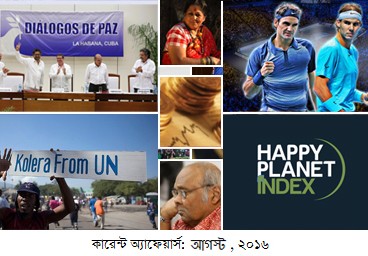 DIALOGOS DE PAZ
LA HABANA, CUBA
Kolera From UN
HAPPY
PLANET
INDEX
কারেন্ট অ্যাফেয়ার্স: আগস্ট , ২০১৬